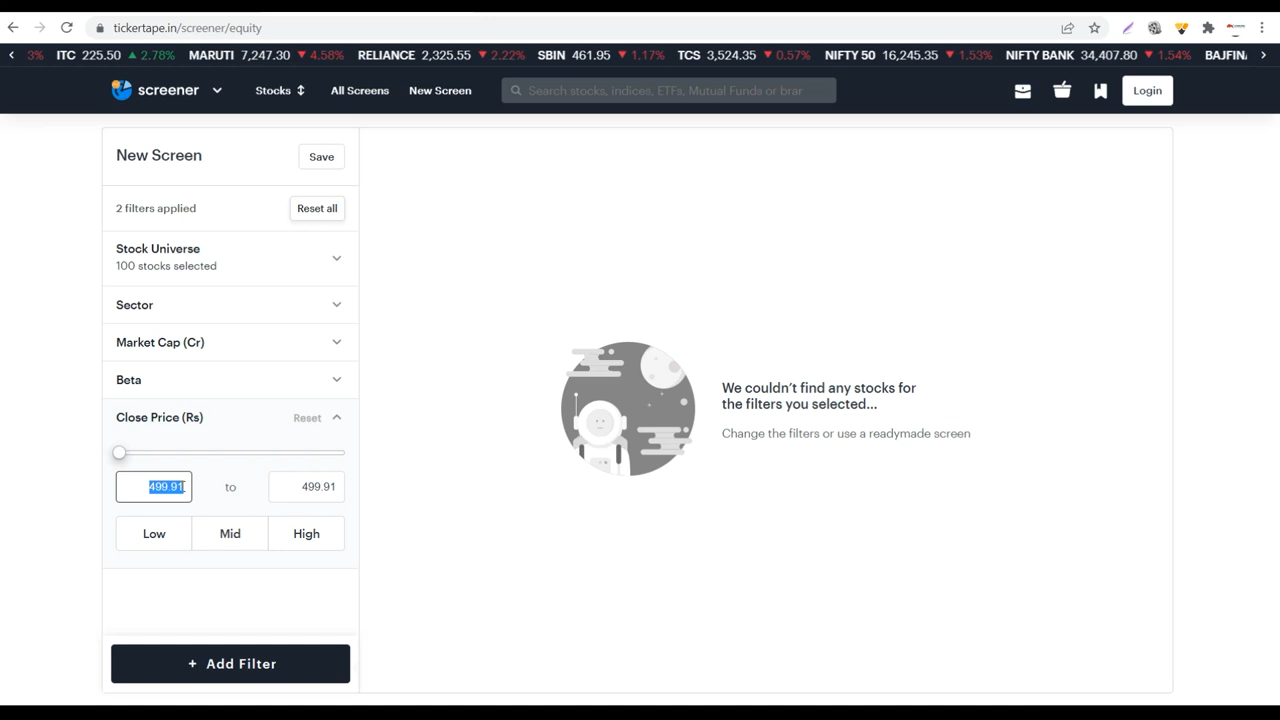 tickertape.in/screener/equity
3% ITC 225.50 ▲ 2.78% MARUTI 7,247.30 ▼ 4.58% RELIANCE 2,325.55 ▼ 2.22% SBIN 461.95 ▼ 1.17% TCS 3,524.35 ▼ 0.57% NIFTY 50 16,245.35 ▼ 1.53% NIFTY BANK 34,407.80 ▼ 1.54% BAJFIN
screener Stocks All Screens New Screen Search stocks, indices, ETFs, Mutual Funds or brar Login
New Screen Save
2 filters applied Reset all
Stock Universe
100 stocks selected
Sector
Market Cap (Cr)
Beta
Close Price (Rs) Reset
499.91 to 499.91
Low Mid High
+ Add Filter
We couldn't find any stocks for
the filters you selected...
Change the filters or use a readymade screen